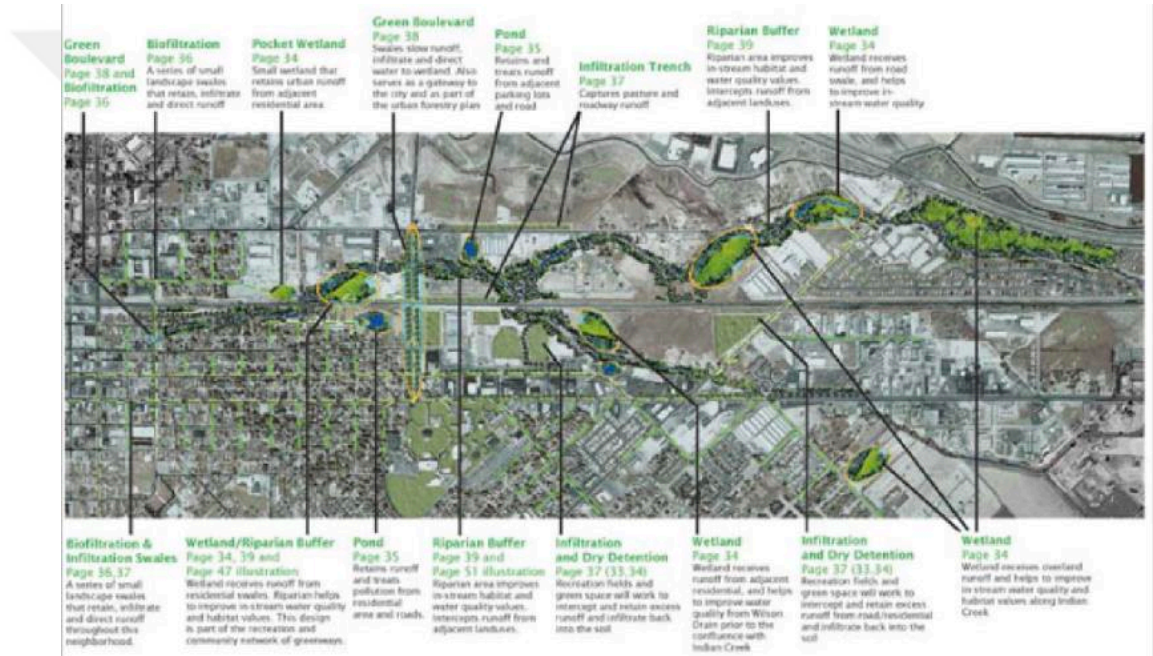 Green
Boulevard
Page 38 and
Biofiltration
Page 36
Biofiltration
Page 36
A series of small
landscape swales
that retain, infiltrate
and direct runoff
Pocket Wetland
Page 34
Small wetland that
retains urban runoff
from adjacent
residential area
Green Boulevard
Page 38
Swales slow runoff,
infiltrate and direct
water to wetland. Also
serves as a gateway to
the city and as part of
the urban forestry plan
Pond
Page 35
Retains and
treats runoff
from adjacent
parking lots
and road
Infiltration Trench
Page 37
Captures pasture and
roadway runoff
Riparian Buffer
Page 39
Riparian area improves
in-stream habitat and
water quality values.
Intercepts runoff from
adjacent landuses.
Wetland
Page 34
Wetland receives
runoff from road
swale, and helps
to improve in-
stream water quality
Biofiltration &
Infiltration Swales
Page 36,37
A series of small
landscape swales
that retain, infiltrate
and direct runoff
throughout this
neighborhood.
Wetland/Riparian Buffer
Page 34, 39 and
Page 47 illustration
Wetland receives runoff from
residential swales. Riparian helps
to improve in-stream water quality
and habitat values. This design
is part of the recreation and
community network of greenways.
Pond
Page 35
Retains runoff
and treats
pollution from
residential
area and roads.
Riparian Buffer
Page 39 and
Page 51 illustration
Riparian area improves
in-stream habitat and
water quality values.
Intercepts runoff from
adjacent landuses.
Infiltration
and Dry Detention
Page 37 (33,34)
Recreation fields and
green space will work to
intercept and retain excess
runoff and infiltrate back
into the soil
Wetland
Page 34
Wetland receives
runoff from adjacent
residential, and helps
to improve water
quality from Wilson
Drain prior to the
confluence with
Indian Creek
Infiltration
and Dry Detention
Page 37 (33,34)
Recreation fields and
green space will work to
intercept and retain excess
runoff from road/residential
and infiltrate back into the
soil
Wetland
Page 34
Wetland receives overland
runoff and helps to improve
in-stream water quality and
habitat values along Indian
Creek